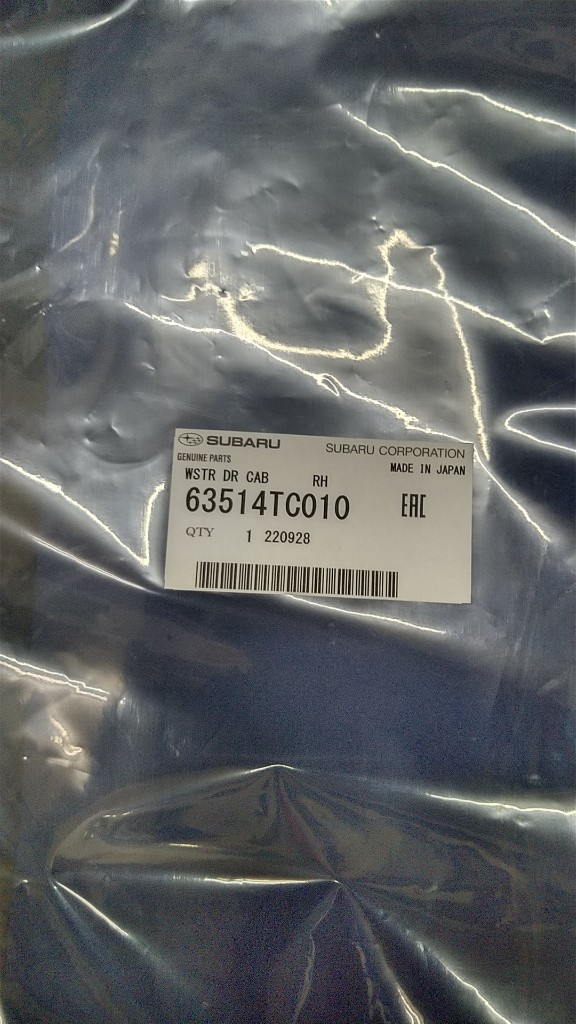 SUBARU SUBARU CORPORATION
GENUINE PARTS MADE IN JAPAN
WSTR DR CAB RH
63514TC010 EAC
QTY 1 220928